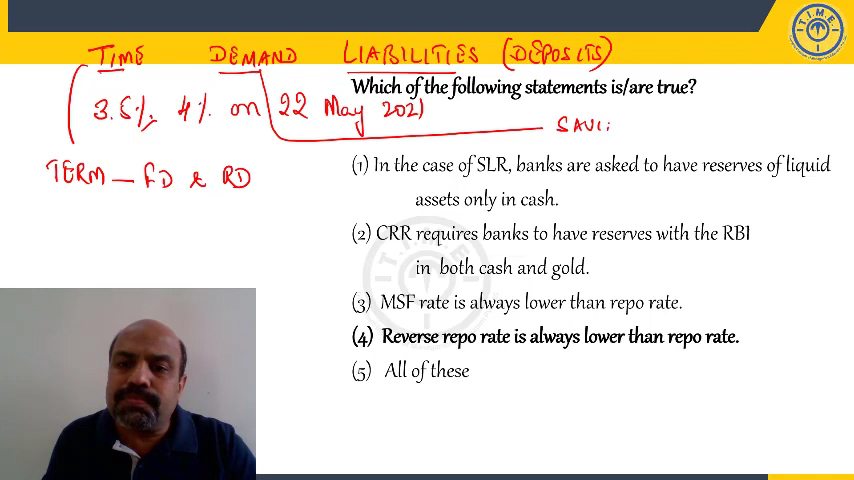 T.I.M.E.
TIME DEMAND LIABILITIES (DEPOSITS)
Which of the following statements is/are true?
3.5% 4% on 22 May 2021
SAVI
TERM — FD & RD
(1) In the case of SLR, banks are asked to have reserves of liquid
assets only in cash.
(2) CRR requires banks to have reserves with the RBI
in both cash and gold.
(3) MSF rate is always lower than repo rate.
(4) Reverse repo rate is always lower than repo rate.
(5) All of these